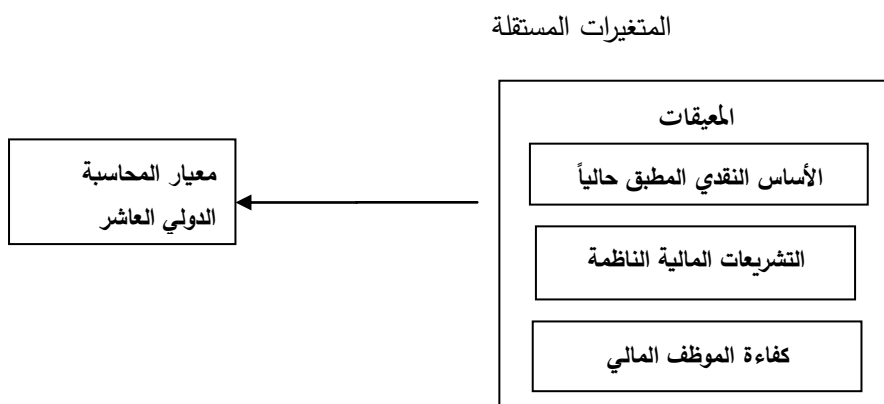 المتغيرات المستقلة
المعيقات
الأساس النقدي المطبق حالياً
التشريعات المالية الناظمة
كفاءة الموظف المالي
معيار المحاسبة
الدولي العاشر